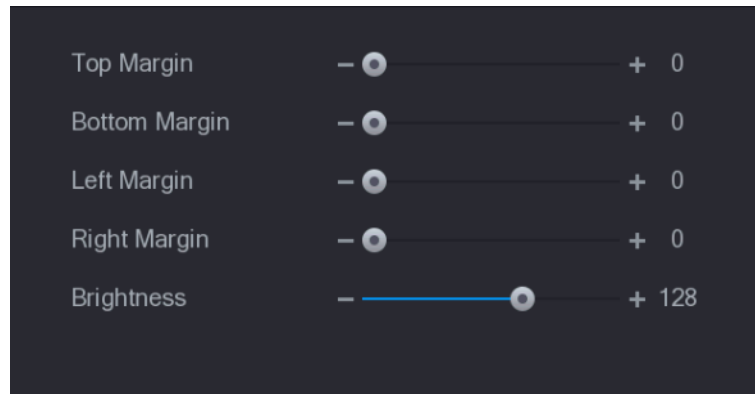 Top Margin − + 0
Bottom Margin − + 0
Left Margin − + 0
Right Margin − + 0
Brightness − + 128